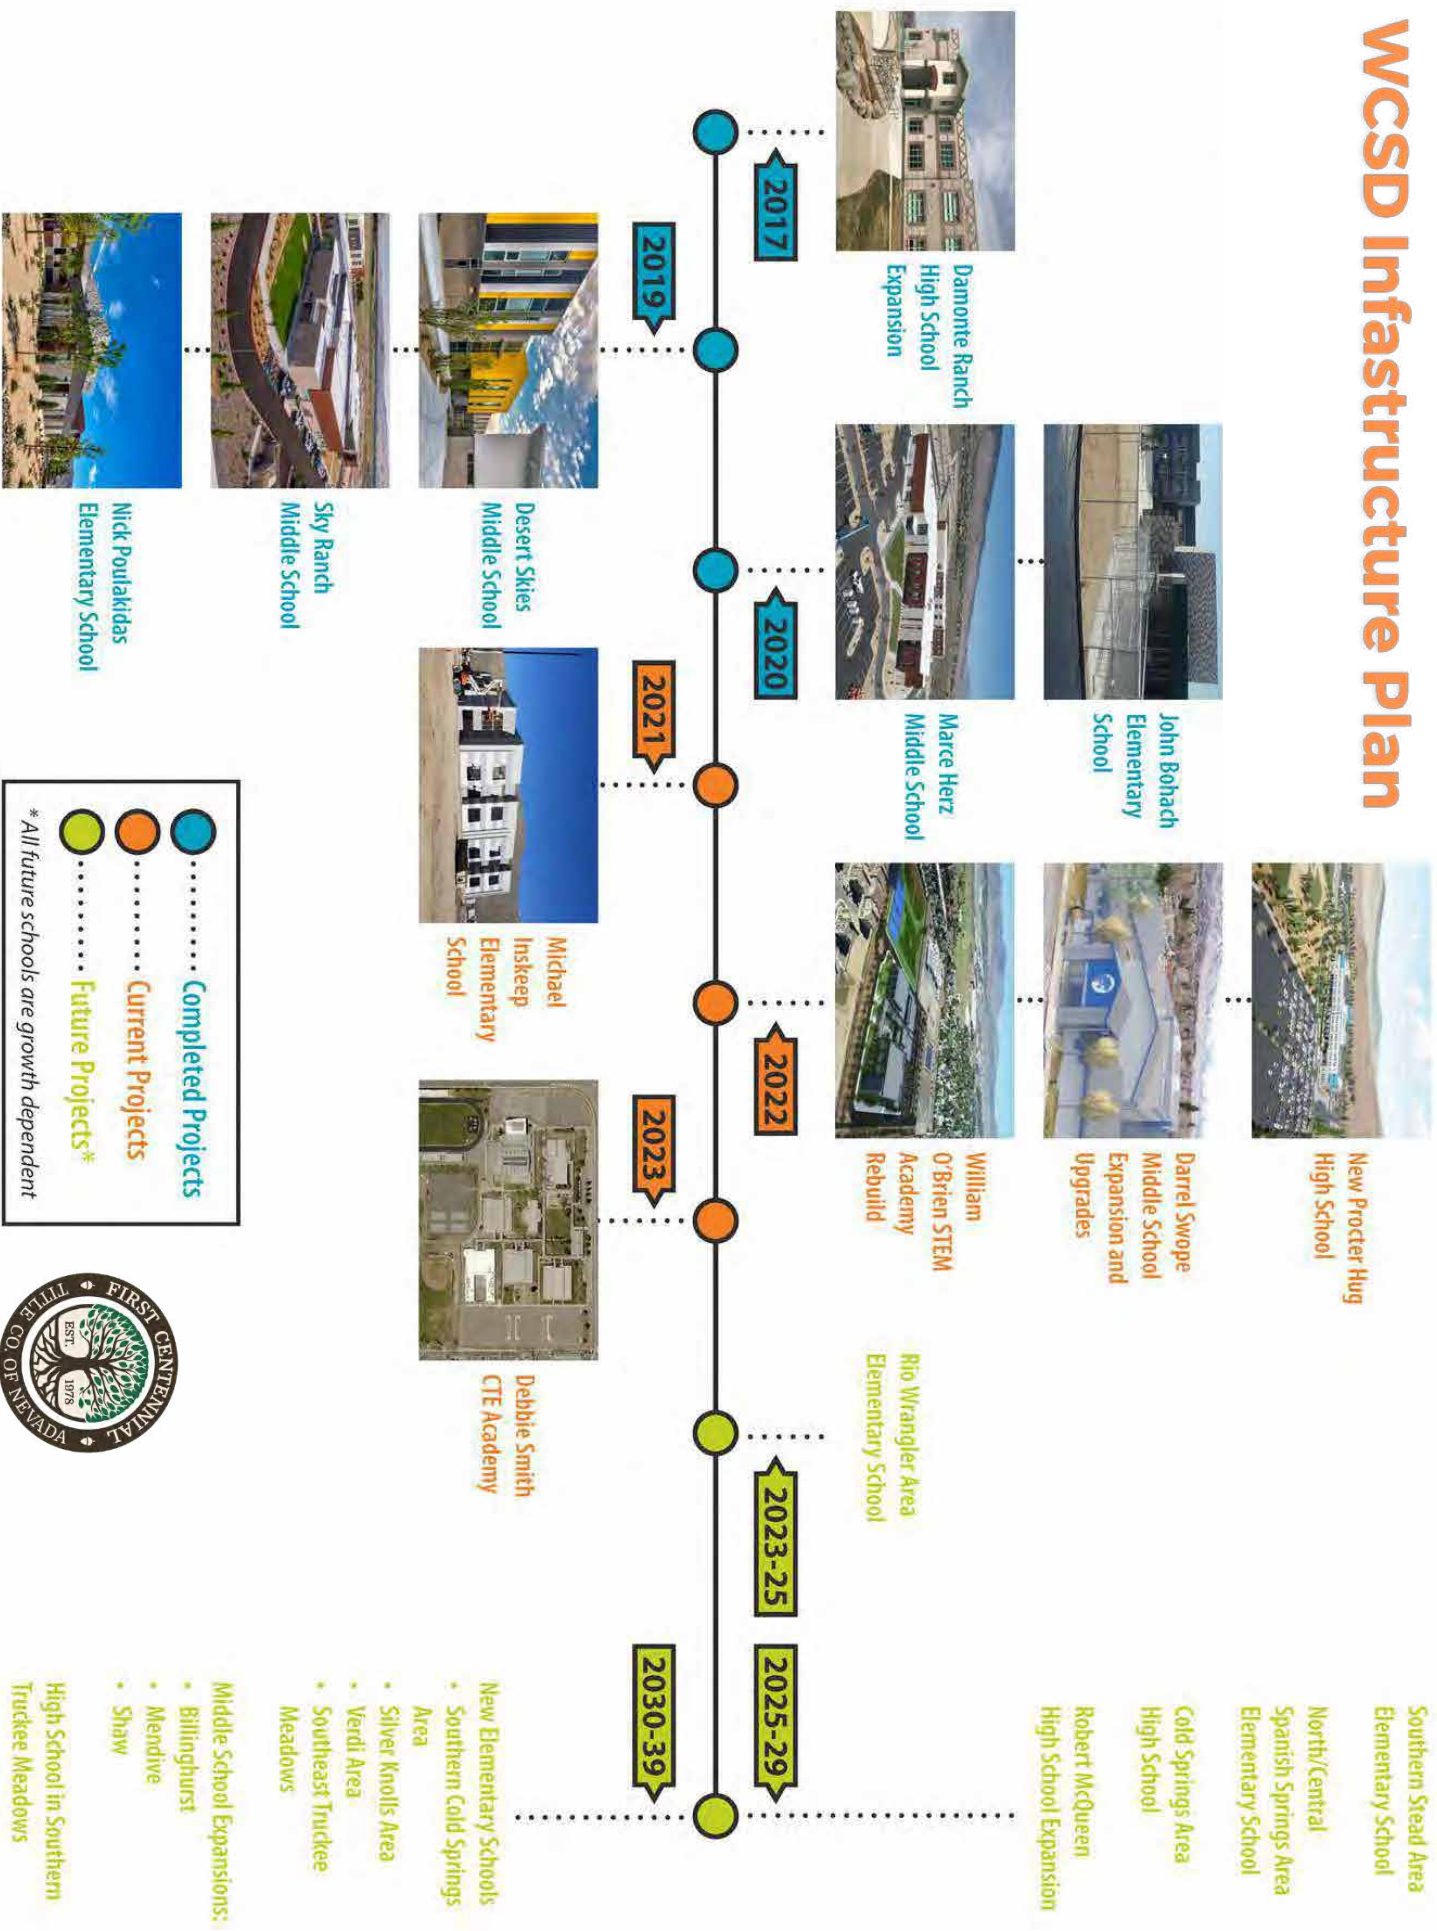 WCSD Infastructure Plan
Damonte Ranch
High School
Expansion
2017
2019
Desert Skies
Middle School
Sky Ranch
Middle School
Nick Poulakidas
Elementary School
John Bohach
Elementary
School
Marce Herz
Middle School
2020
2021
Michael
Inskeep
Elementary
School
New Procter Hug
High School
Darrel Swope
Middle School
Expansion and
Upgrades
William
O'Brien STEM
Academy
Rebuild
2022
2023
Debbie Smith
CTE Academy
Rio Wrangler Area
Elementary School
2023-25
Southern Stead Area
Elementary School
North/Central
Spanish Springs Area
Elementary School
Cold Springs Area
High School
Robert McQueen
High School Expansion
2025-29
2030-39
New Elementary Schools
• Southern Cold Springs
Area
• Silver Knolls Area
• Verdi Area
• Southeast Truckee
Meadows
Middle School Expansions:
• Billinghurst
• Mendive
• Shaw
High School in Southern
Truckee Meadows
Completed Projects
Current Projects
Future Projects*
* All future schools are growth dependent
FIRST CENTENNIAL
TITLE CO. OF NEVADA
EST. 1978